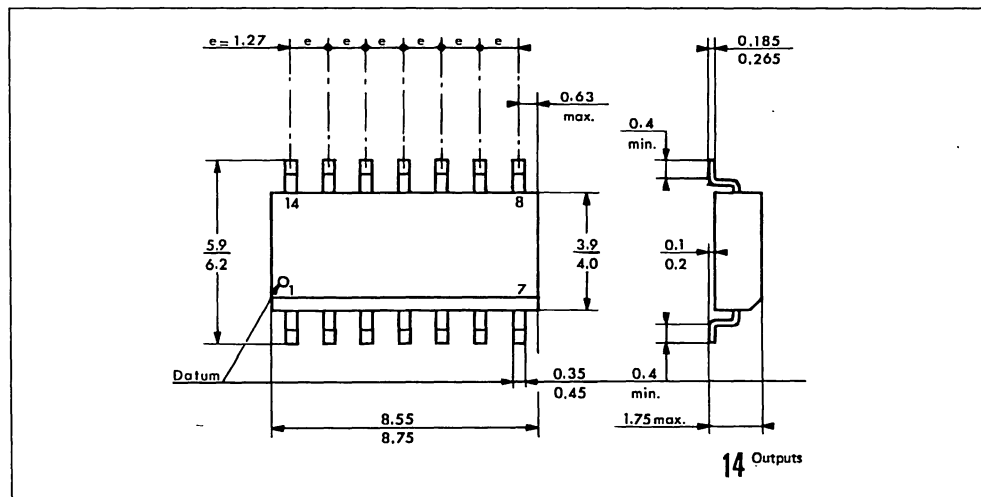 e=1.27 e e e e e
0.185
0.265
0.63
max.
0.4
min.
14 8
5.9
6.2
3.9
4.0
0.1
0.2
1 7
Datum
0.35
0.45
0.4
min.
8.55
8.75
1.75 max.
14 Outputs